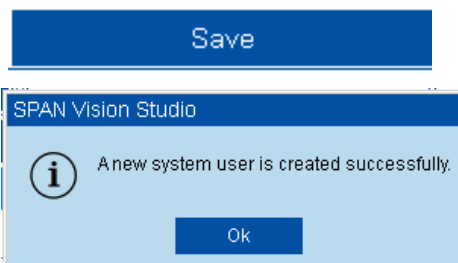 Save
SPAN Vision Studio
A new system user is created successfully.
Ok